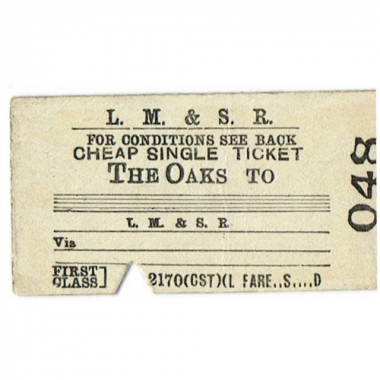 L. M. & S. R.
FOR CONDITIONS SEE BACK
CHEAP SINGLE TICKET
THE OAKS TO
L. M. & S. R
Via
FIRST
CLASS]
2170(CST)(L FARE..S....D
048